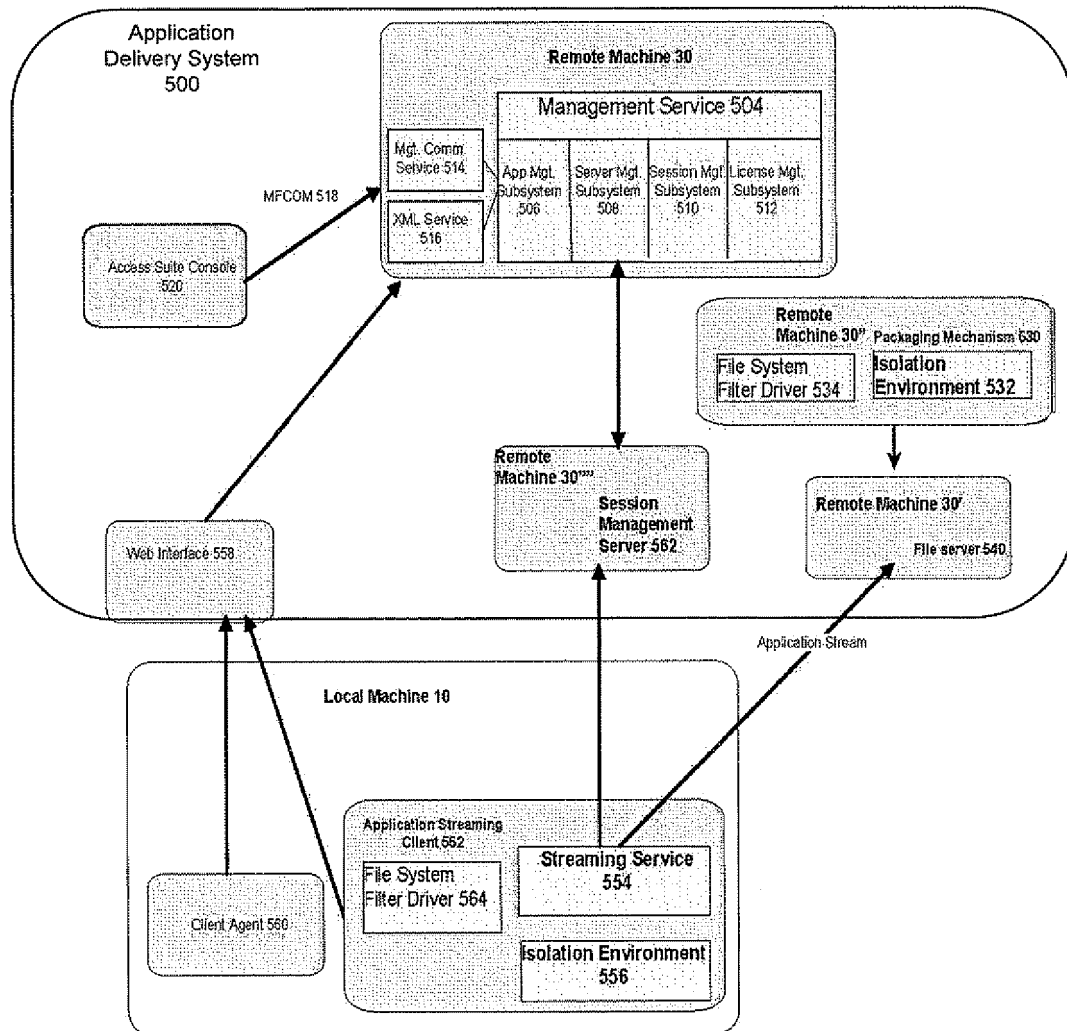 Application
Delivery System
500
Remote Machine 30
Management Service 504
Mgt. Comm.
Service 514
XML Service
516
App Mgt.
Subsystem
506
Server Mgt.
Subsystem
508
Session Mgt.
Subsystem
510
License Mgt.
Subsystem
512
MFCOM 518
Access Suite Console
520
Remote
Machine 30"
Packaging Mechanism 530
File System
Filter Driver 534
Isolation
Environment 532
Remote
Machine 30""
Session
Management
Server 562
Remote Machine 30'
File server 540
Web Interface 558
Application Stream
Local Machine 10
Application Streaming
Client 552
File System
Filter Driver 564
Streaming Service
554
Isolation Environment
556
Client Agent 560